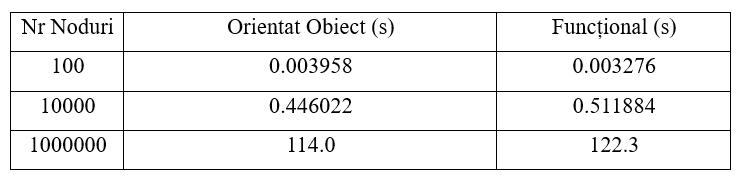 Nr Noduri Orientat Obiect (s) Funcționl (s)
100 0.003958 0.003276
10000 0.446022 0.511884
1000000 114.0 122.3